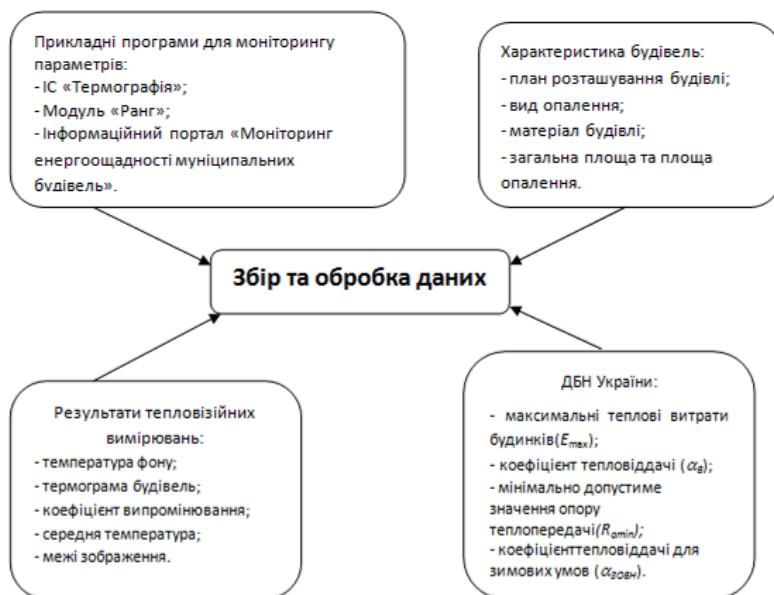 Прикладні програми для моніторингу
параметрів:
- ІС «Термографія»;
- Модуль «Ранг»;
- Інформаційний портал «Моніторинг
енергоощадності муніципальних
будівель».
Характеристика будівель:
- план розташування будівлі;
- вид опалення;
- матеріал будівлі;
- загальна площа та площа
опалення.
Збір та обробка даних
Результати тепловізійних
вимірювань:
- температура фону;
- термограма будівель;
- коефіцієнт випромінювання;
- середня температура;
- межі зображення.
ДБН України:
- максимальні теплові витрати
будинків(Emax);
- коефіцієнт тепловіддачі (αв);
- мінімально допустиме
значення опору
теплопередачі(Rqmin);
- коефіцієнттепловіддачі для
зимових умов (αзовн).